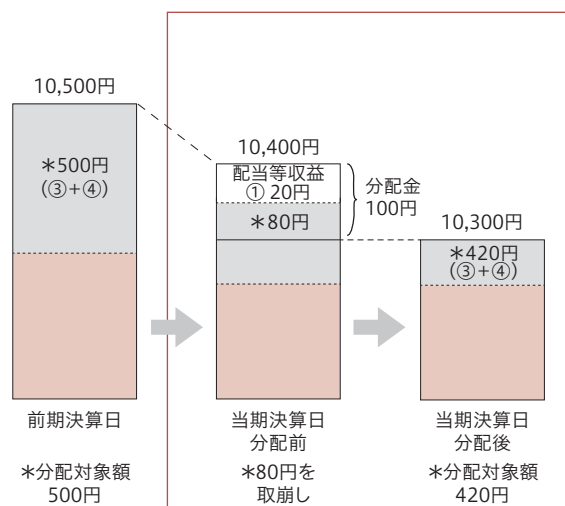 10,500円
*500円
(③+④)
10,400円
配当等収益
① 20円
*80円
分配金
100円
10,300円
*420円
(③+④)
前期決算日
当期決算日
分配前
当期決算日
分配後
*分配対象額
500円
*80円を
取崩し
*分配対象額
420円